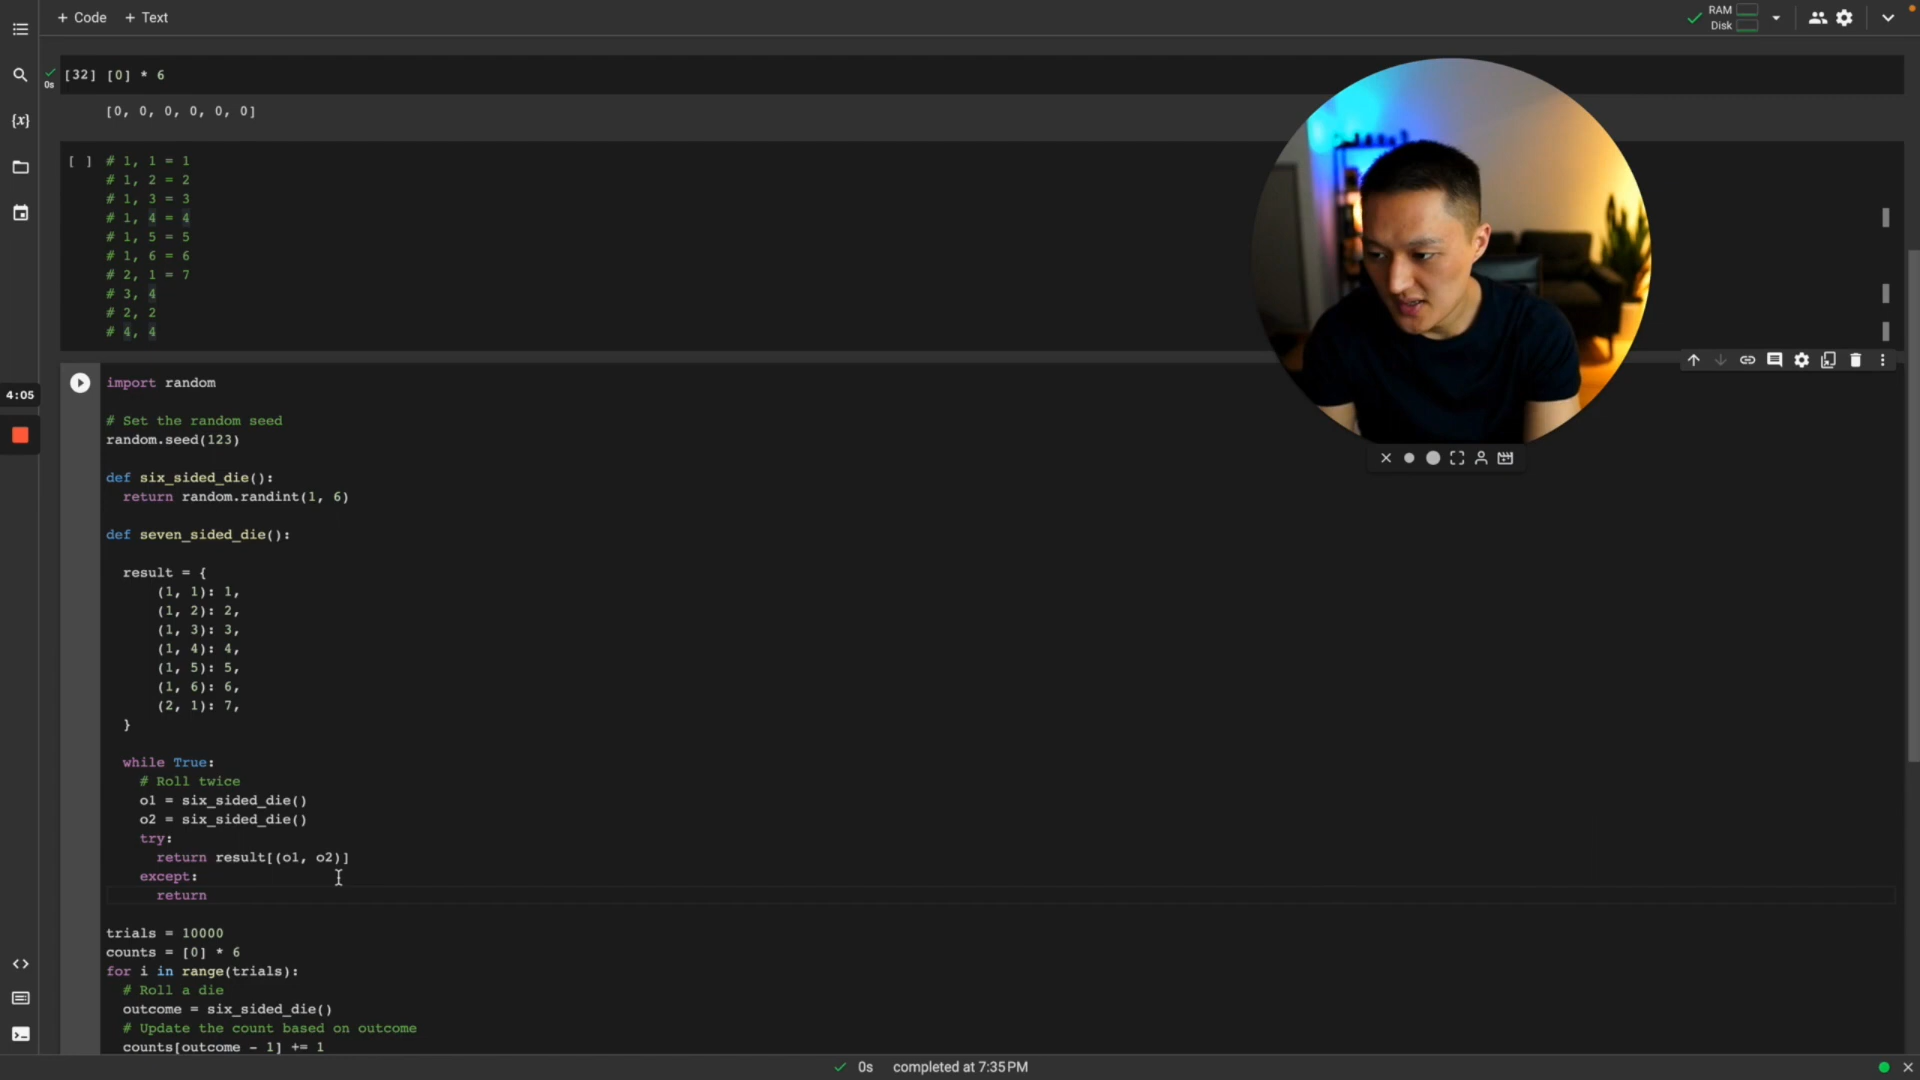 + Code + Text
RAM
Disk
[32] [0] * 6
0s
[0, 0, 0, 0, 0, 0]
[ ] # 1, 1 = 1
# 1, 2 = 2
# 1, 3 = 3
# 1, 4 = 4
# 1, 5 = 5
# 1, 6 = 6
# 2, 1 = 7
# 3, 4
# 2, 2
# 4, 4
{x}
4:05
import random
# Set the random seed
random.seed(123)
def six_sided_die():
return random.randint(1, 6)
def seven_sided_die():
result = {
(1, 1): 1,
(1, 2): 2,
(1, 3): 3,
(1, 4): 4,
(1, 5): 5,
(1, 6): 6,
(2, 1): 7,
}
while True:
# Roll twice
o1 = six_sided_die()
o2 = six_sided_die()
try:
return result[(o1, o2)]
except:
return
trials = 10000
counts = [0] * 6
for i in range(trials):
# Roll a die
outcome = six_sided_die()
# Update the count based on outcome
counts[outcome - 1] += 1
0s completed at 7:35 PM